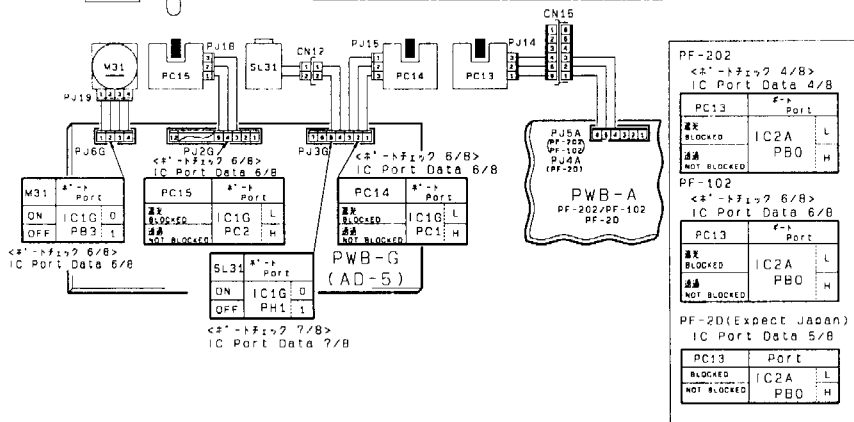 CN15
PJ18
PJ15
PJ14
CN12
M31
PC15
SL31
PC14
PC13
PJ19
PJ6G
PJ2G
PJ3G
<ポートチェック 6/8>
IC Port Data 6/8
<ポートチェック 6/8>
IC Port Data 6/8
M31 ポート Port
ON IC1G PB3 0
OFF 1
<ポートチェック 6/8>
IC Port Data 6/8
PC15 ポート Port
遮光 BLOCKED IC1G PC2 L
透過 NOT BLOCKED H
PC14 ポート Port
遮光 BLOCKED IC1G PC1 L
透過 NOT BLOCKED H
PWB-G
(AD-5)
SL31 ポート Port
ON IC1G PH1 0
OFF 1
<ポートチェック 7/8>
IC Port Data 7/8
PJ5A
(PF-202
PF-102)
PJ4A
(PF-20)
PWB-A
PF-202/PF-102
PF-20
PF-202
<ポートチェック 4/8>
IC Port Data 4/8
PC13 ポート Port
遮光 BLOCKED IC2A PB0 L
透過 NOT BLOCKED H
PF-102
<ポートチェック 6/8>
IC Port Data 6/8
PC13 ポート Port
遮光 BLOCKED IC2A PB0 L
透過 NOT BLOCKED H
PF-20(Expect Japan)
IC Port Data 5/8
PC13 Port
BLOCKED IC2A PB0 L
NOT BLOCKED H